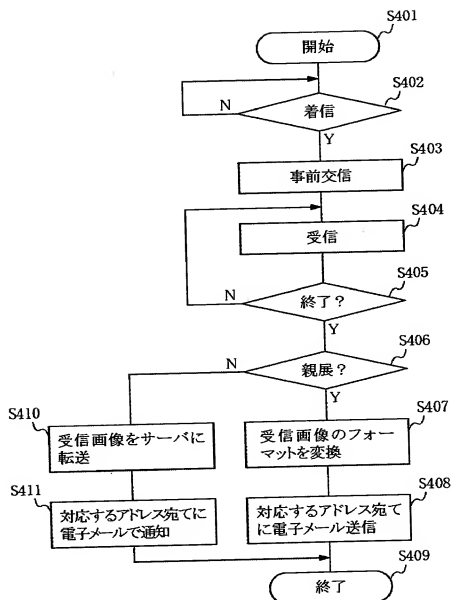 S401
開始
S402
着信
N
Y
S403
事前交信
S404
受信
S405
終了?
N
Y
S406
親展?
N
Y
S410
受信画像をサーバに
転送
S407
受信画像のフォー
マットを変換
S411
対応するアドレス宛てに
電子メールで通知
S408
対応するアドレス宛て
に電子メール送信
S409
終了